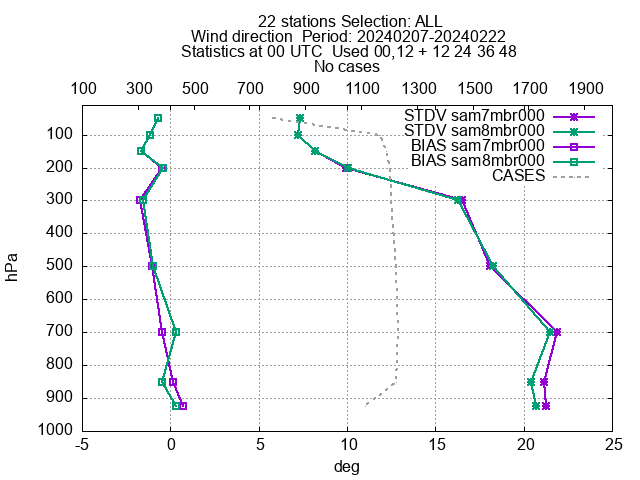 22 stations Selection: ALL
Wind direction  Period: 20240207-20240222
Statistics at 00 UTC  Used 00,12 + 12 24 36 48
No cases
100 300 500 700 900 1100 1300 1500 1700 1900
STDV sam7mbr000
STDV sam8mbr000
BIAS sam7mbr000
BIAS sam8mbr000
CASES
100
200
300
400
500
600
700
800
900
1000
hPa
-5 0 5 10 15 20 25
deg